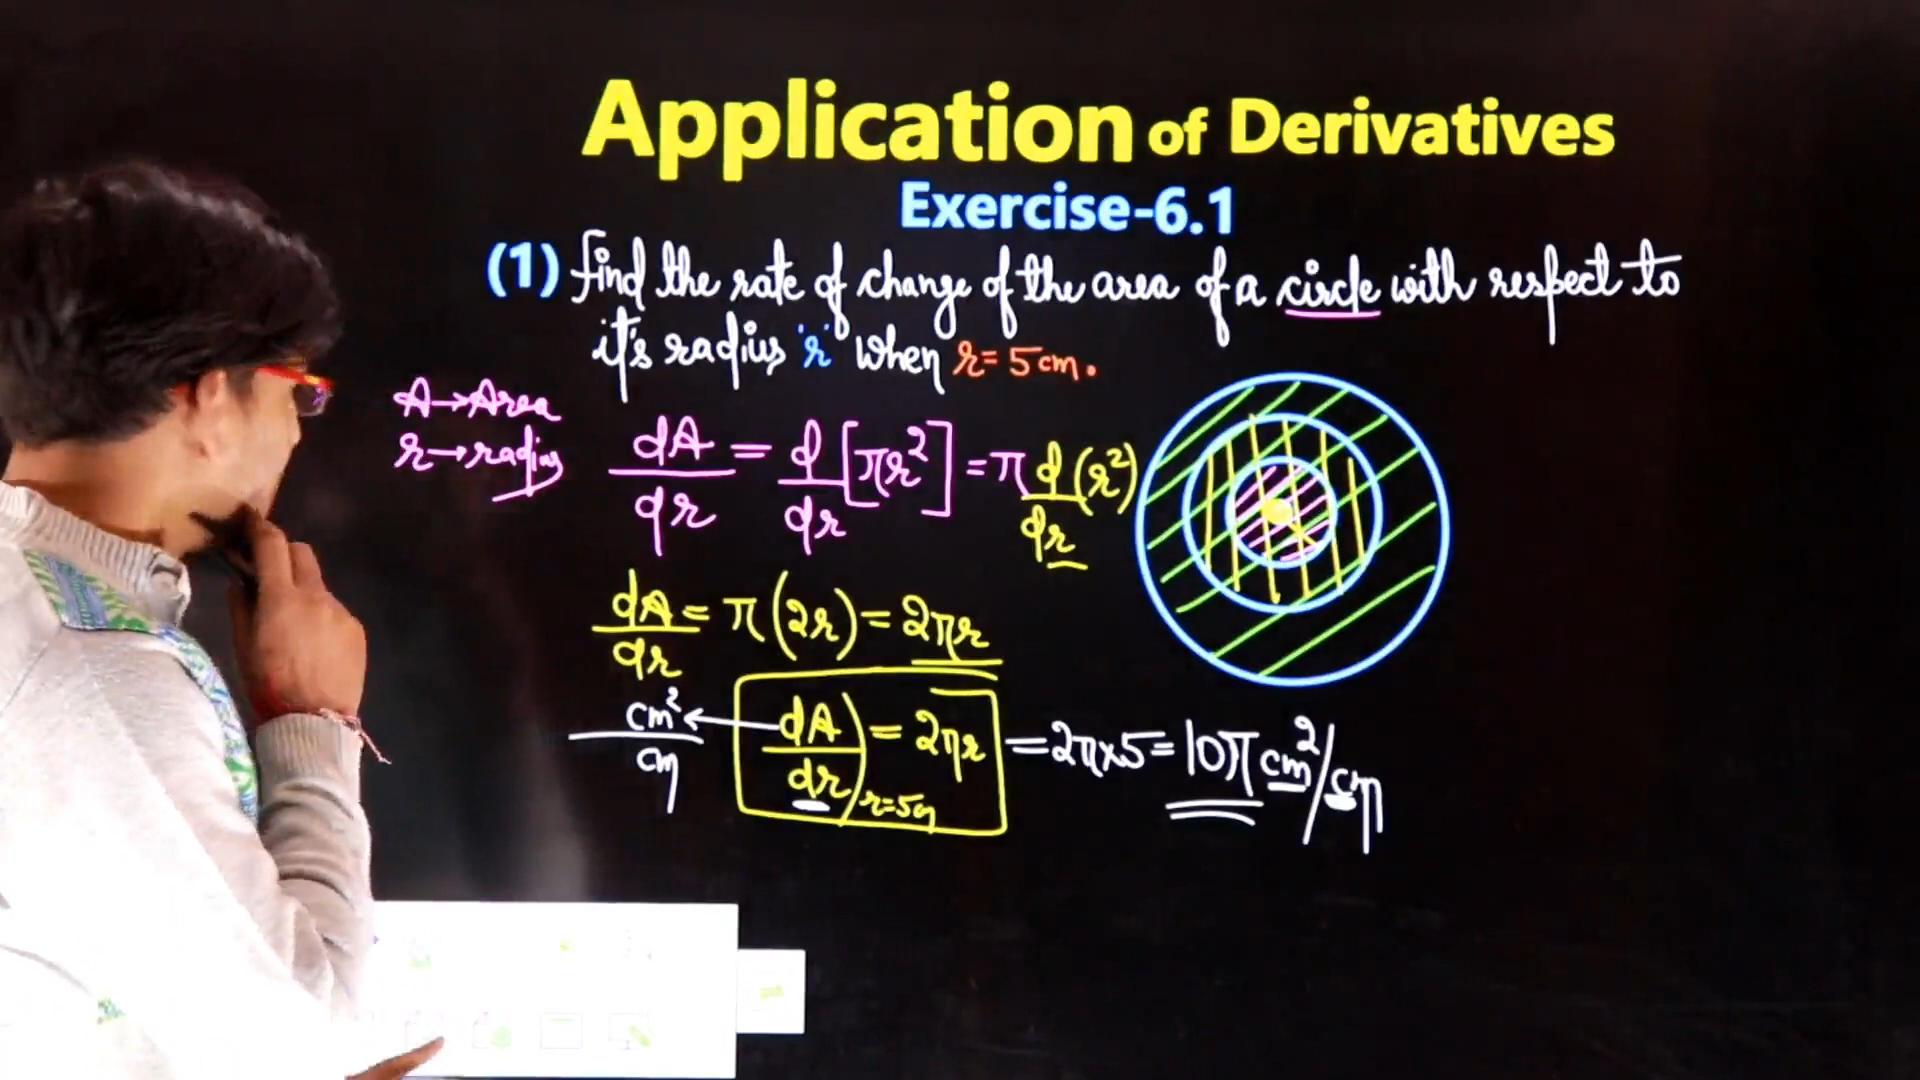 Application of Derivatives
Exercise-6.1
(1) Find the rate of change of the area of a circle with respect to
it's radius 'r' when r = 5 cm.
A → Area
r → radius
dA/dr = d/dr [πr²] = π d/dr (r²)
dA/dr = π(2r) = 2πr
cm²/cm ← dA/dr)r=5cm = 2πr = 2π×5 = 10π cm²/cm